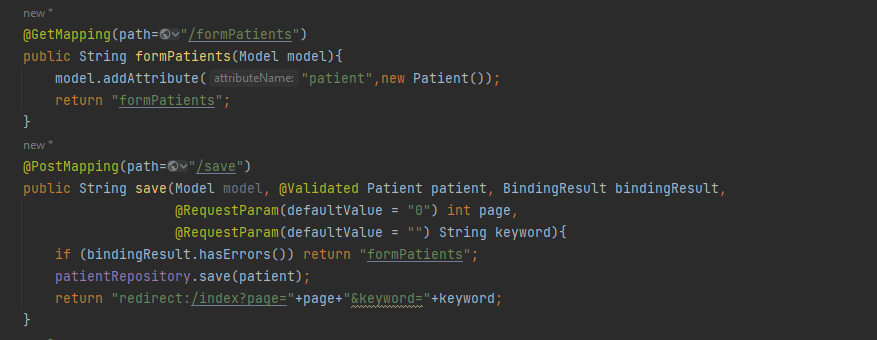 new *
@GetMapping(path="/formPatients")
public String formPatients(Model model){
model.addAttribute( attributeName: "patient",new Patient());
return "formPatients";
}
new *
@PostMapping(path="/save")
public String save(Model model, @Validated Patient patient, BindingResult bindingResult,
@RequestParam(defaultValue = "0") int page,
@RequestParam(defaultValue = "") String keyword){
if (bindingResult.hasErrors()) return "formPatients";
patientRepository.save(patient);
return "redirect:/index?page="+page+"&keyword="+keyword;
}